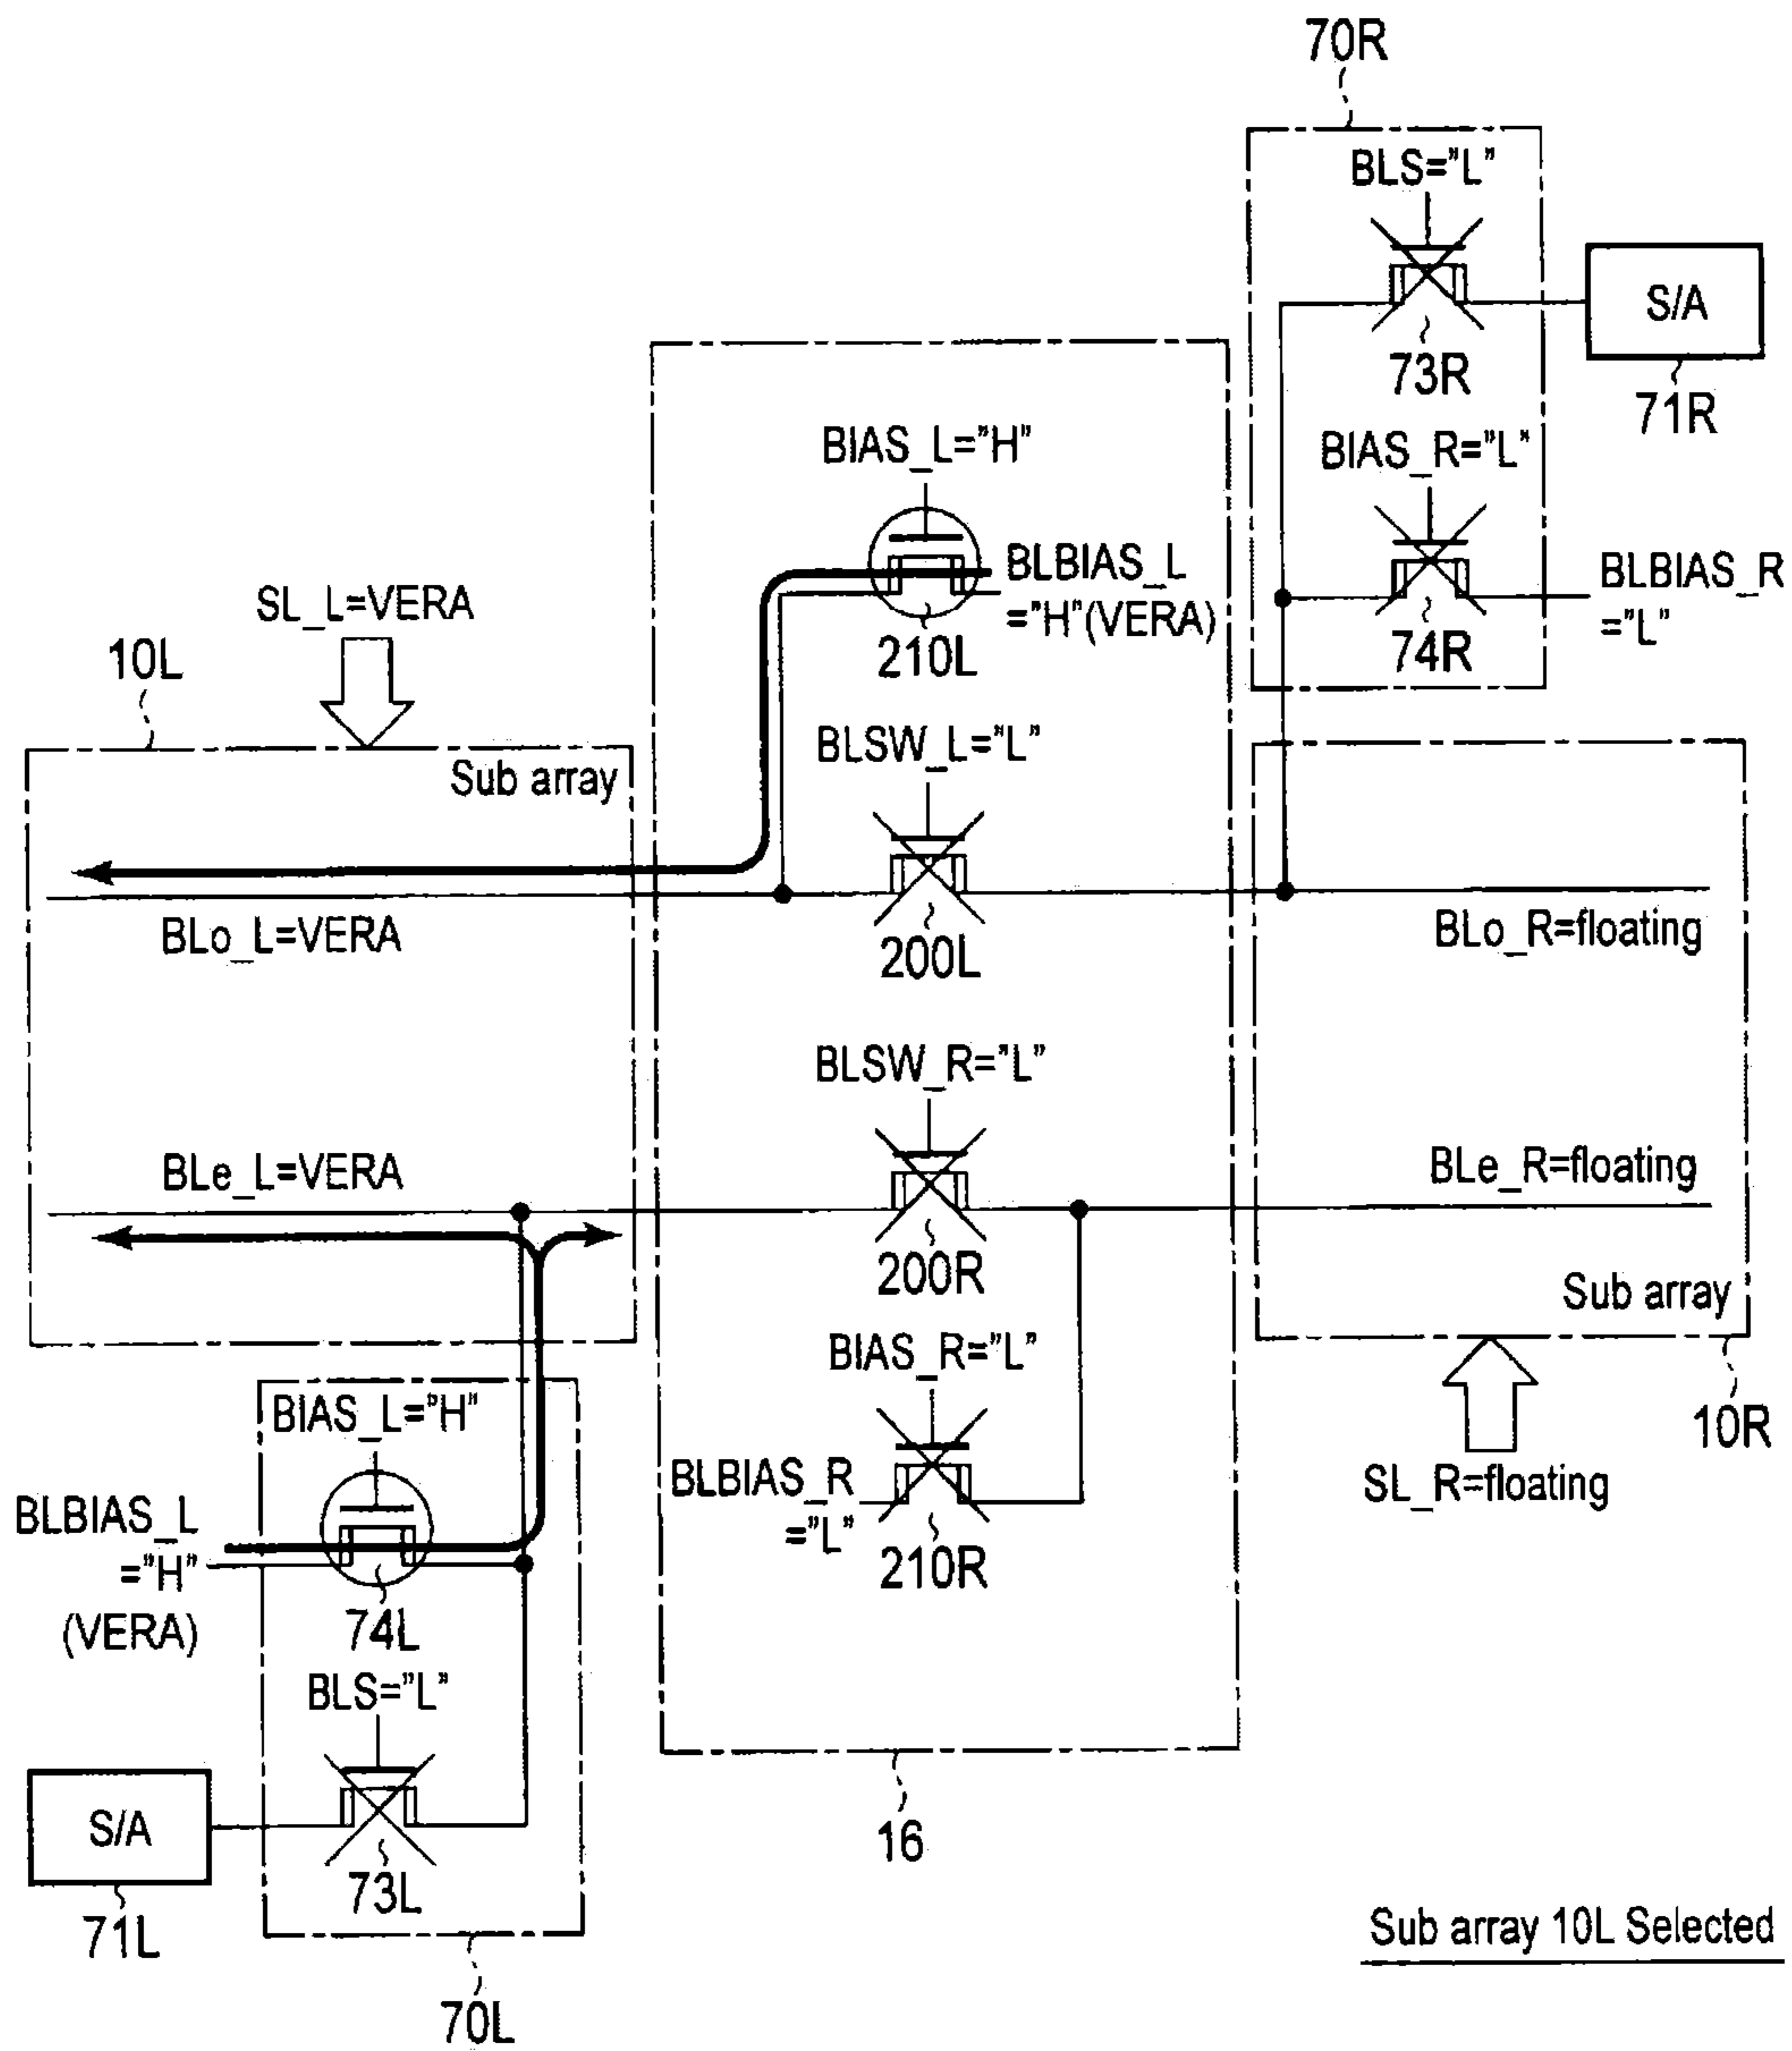 70R
BLS="L"
S/A
73R
71R
BIAS_L="H"
BIAS_R="L"
BLBIAS_L
="H"(VERA)
BLBIAS_R
="L"
SL_L=VERA
210L
74R
10L
BLSW_L="L"
Sub array
BLo_L=VERA
200L
BLo_R=floating
BLSW_R="L"
BLe_L=VERA
BLe_R=floating
200R
Sub array
BIAS_R="L"
BIAS_L="H"
10R
BLBIAS_R
="L"
SL_R=floating
BLBIAS_L
="H"
(VERA)
210R
74L
BLS="L"
S/A
16
73L
71L
Sub array 10L Selected
70L